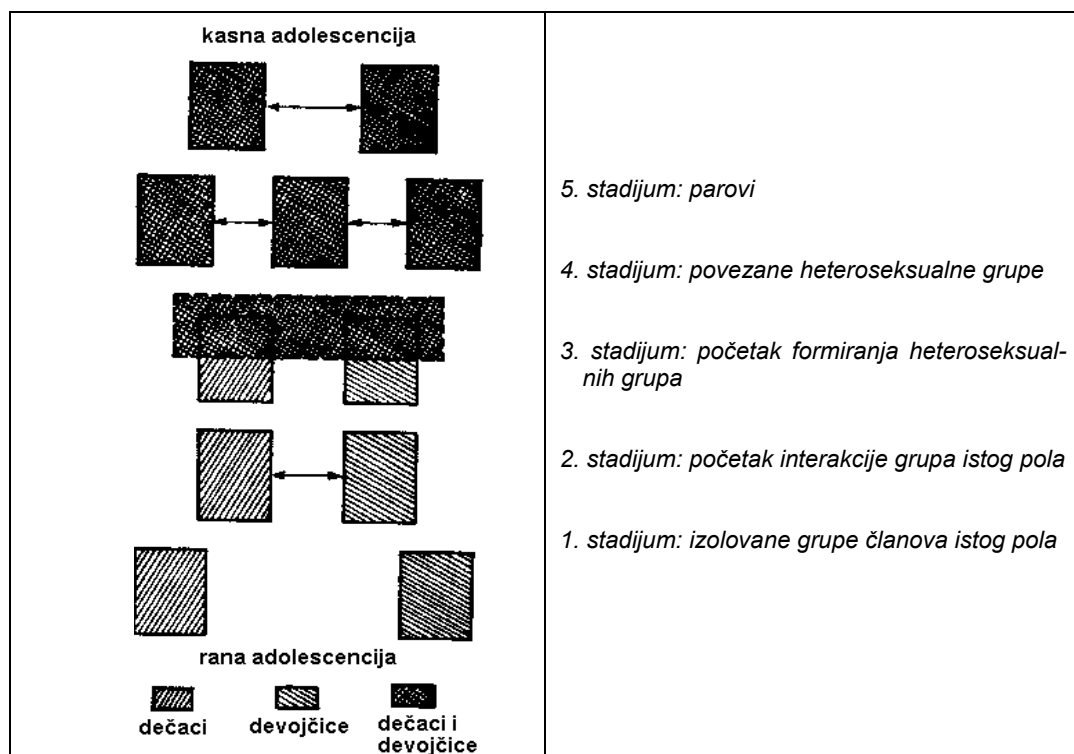 kasna adolescencija
rana adolescencija
dečaci
devojčice
dečaci i
devojčice
5. stadijum: parovi
4. stadijum: povezane heteroseksualne grupe
3. stadijum: početak formiranja heteroseksual-
nih grupa
2. stadijum: početak interakcije grupa istog pola
1. stadijum: izolovane grupe članova istog pola